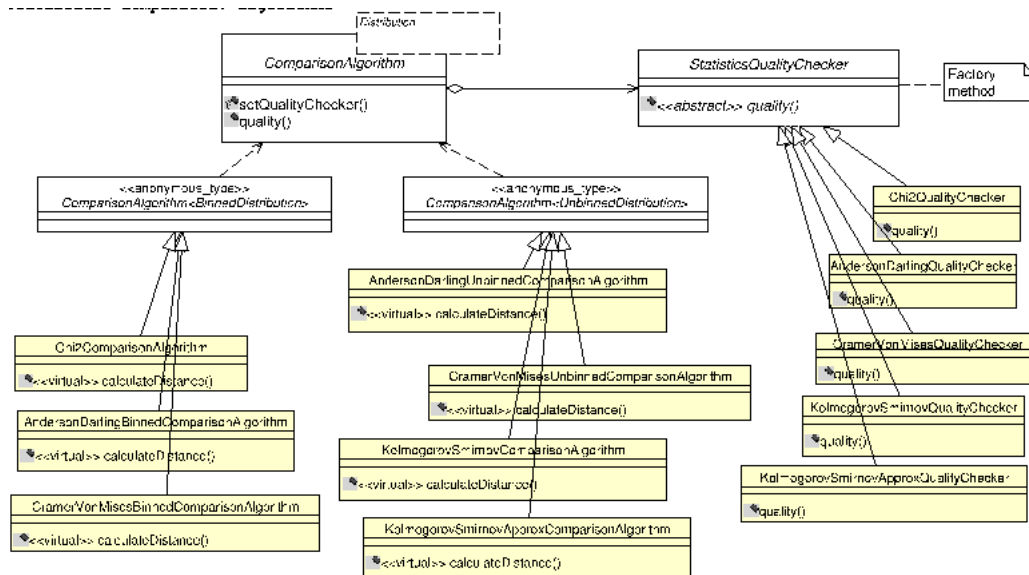 Distribution
ComparisonAlgorithm
setQualityChecker()
quality()
StatisticsQualityChecker
<<abstract>> quality()
Factory
method
<<anonymous_type>>
ComparisonAlgorithm<BinnedDistribution>
<<anonymous_type>>
ComparisonAlgorithm<UnbinnedDistribution>
Chi2QualityChecker
quality()
AndersonDarlingQualityChecker
quality()
CramerVonMisesQualityChecker
quality()
KolmogorovSmirnovQualityChecker
quality()
KolmogorovSmirnovApproxQualityChecker
quality()
AndersonDarlingUnbinnedComparisonAlgorithm
<<virtual>> calculateDistance()
CramerVonMisesUnbinnedComparisonAlgorithm
<<virtual>> calculateDistance()
KolmogorovSmirnovComparisonAlgorithm
<<virtual>> calculateDistance()
KolmogorovSmirnovApproxComparisonAlgorithm
<<virtual>> calculateDistance()
Chi2ComparisonAlgorithm
<<virtual>> calculateDistance()
AndersonDarlingBinnedComparisonAlgorithm
<<virtual>> calculateDistance()
CramerVonMisesBinnedComparisonAlgorithm
<<virtual>> calculateDistance()